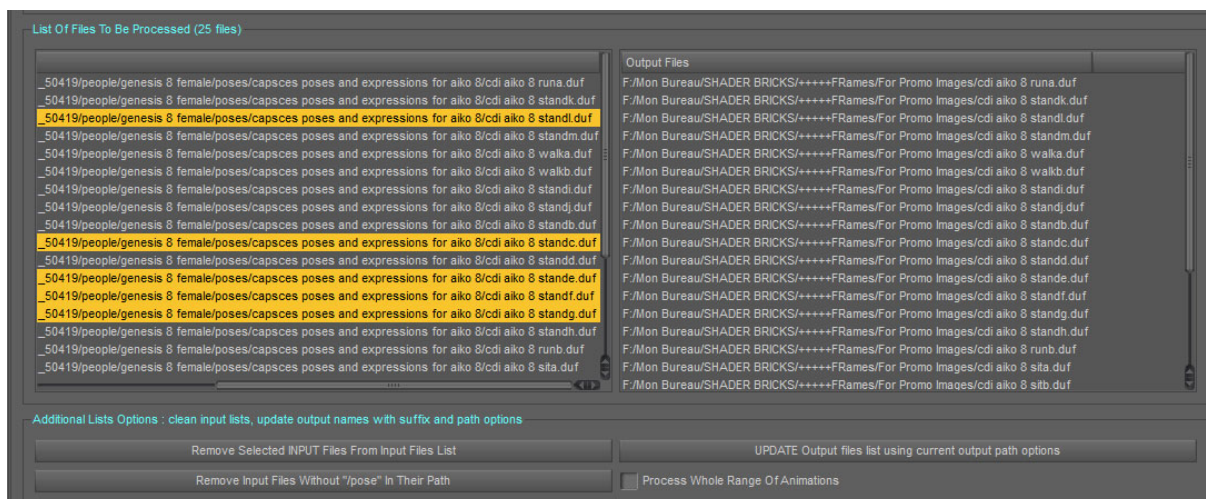 List Of Files To Be Processed (25 files)
_50419/people/genesis 8 female/poses/capsces poses and expressions for aiko 8/cdi aiko 8 runa.duf
_50419/people/genesis 8 female/poses/capsces poses and expressions for aiko 8/cdi aiko 8 standk.duf
_50419/people/genesis 8 female/poses/capsces poses and expressions for aiko 8/cdi aiko 8 standl.duf
_50419/people/genesis 8 female/poses/capsces poses and expressions for aiko 8/cdi aiko 8 standm.duf
_50419/people/genesis 8 female/poses/capsces poses and expressions for aiko 8/cdi aiko 8 walka.duf
_50419/people/genesis 8 female/poses/capsces poses and expressions for aiko 8/cdi aiko 8 walkb.duf
_50419/people/genesis 8 female/poses/capsces poses and expressions for aiko 8/cdi aiko 8 standi.duf
_50419/people/genesis 8 female/poses/capsces poses and expressions for aiko 8/cdi aiko 8 standj.duf
_50419/people/genesis 8 female/poses/capsces poses and expressions for aiko 8/cdi aiko 8 standb.duf
_50419/people/genesis 8 female/poses/capsces poses and expressions for aiko 8/cdi aiko 8 standc.duf
_50419/people/genesis 8 female/poses/capsces poses and expressions for aiko 8/cdi aiko 8 standd.duf
_50419/people/genesis 8 female/poses/capsces poses and expressions for aiko 8/cdi aiko 8 stande.duf
_50419/people/genesis 8 female/poses/capsces poses and expressions for aiko 8/cdi aiko 8 standf.duf
_50419/people/genesis 8 female/poses/capsces poses and expressions for aiko 8/cdi aiko 8 standg.duf
_50419/people/genesis 8 female/poses/capsces poses and expressions for aiko 8/cdi aiko 8 standh.duf
_50419/people/genesis 8 female/poses/capsces poses and expressions for aiko 8/cdi aiko 8 runb.duf
_50419/people/genesis 8 female/poses/capsces poses and expressions for aiko 8/cdi aiko 8 sita.duf
Output Files
F:/Mon Bureau/SHADER BRICKS/+++++FRames/For Promo Images/cdi aiko 8 runa.duf
F:/Mon Bureau/SHADER BRICKS/+++++FRames/For Promo Images/cdi aiko 8 standk.duf
F:/Mon Bureau/SHADER BRICKS/+++++FRames/For Promo Images/cdi aiko 8 standl.duf
F:/Mon Bureau/SHADER BRICKS/+++++FRames/For Promo Images/cdi aiko 8 standm.duf
F:/Mon Bureau/SHADER BRICKS/+++++FRames/For Promo Images/cdi aiko 8 walka.duf
F:/Mon Bureau/SHADER BRICKS/+++++FRames/For Promo Images/cdi aiko 8 walkb.duf
F:/Mon Bureau/SHADER BRICKS/+++++FRames/For Promo Images/cdi aiko 8 standi.duf
F:/Mon Bureau/SHADER BRICKS/+++++FRames/For Promo Images/cdi aiko 8 standj.duf
F:/Mon Bureau/SHADER BRICKS/+++++FRames/For Promo Images/cdi aiko 8 standb.duf
F:/Mon Bureau/SHADER BRICKS/+++++FRames/For Promo Images/cdi aiko 8 standc.duf
F:/Mon Bureau/SHADER BRICKS/+++++FRames/For Promo Images/cdi aiko 8 standd.duf
F:/Mon Bureau/SHADER BRICKS/+++++FRames/For Promo Images/cdi aiko 8 stande.duf
F:/Mon Bureau/SHADER BRICKS/+++++FRames/For Promo Images/cdi aiko 8 standf.duf
F:/Mon Bureau/SHADER BRICKS/+++++FRames/For Promo Images/cdi aiko 8 standg.duf
F:/Mon Bureau/SHADER BRICKS/+++++FRames/For Promo Images/cdi aiko 8 standh.duf
F:/Mon Bureau/SHADER BRICKS/+++++FRames/For Promo Images/cdi aiko 8 runb.duf
F:/Mon Bureau/SHADER BRICKS/+++++FRames/For Promo Images/cdi aiko 8 sita.duf
F:/Mon Bureau/SHADER BRICKS/+++++FRames/For Promo Images/cdi aiko 8 sitb.duf
Additional Lists Options : clean input lists, update output names with suffix and path options
Remove Selected INPUT Files From Input Files List
UPDATE Output files list using current output path options
Remove Input Files Without "/pose" In Their Path
Process Whole Range Of Animations